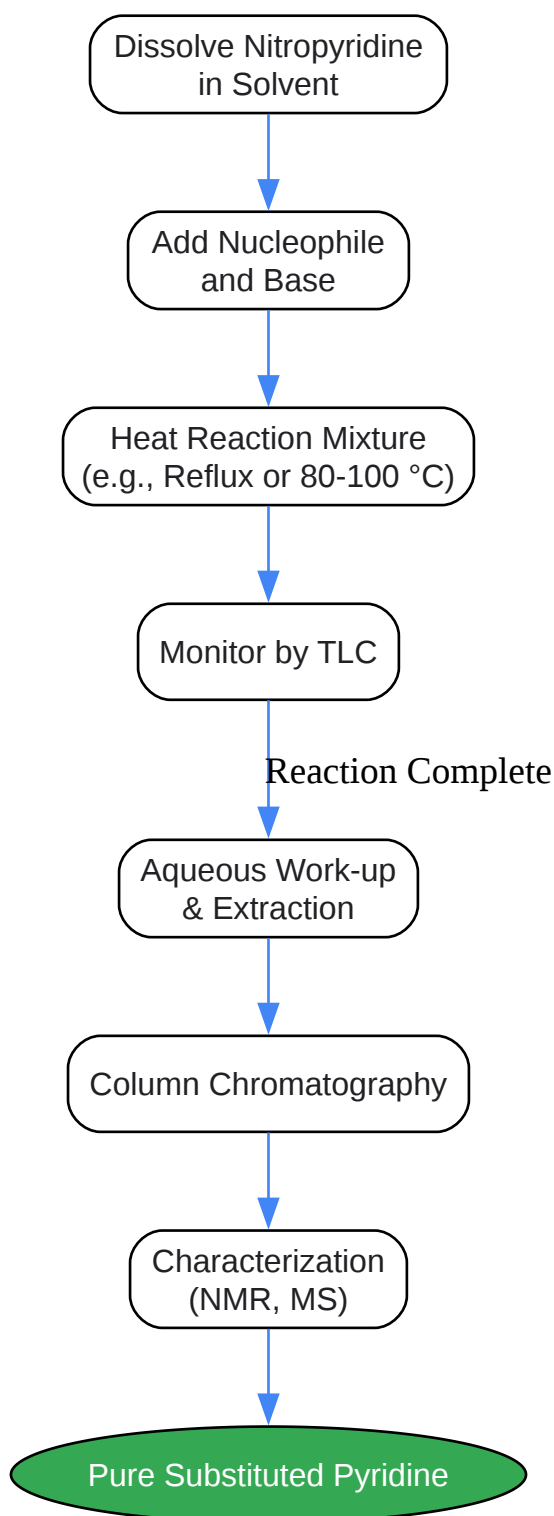 Dissolve Nitropyridine
in Solvent
Add Nucleophile
and Base
Heat Reaction Mixture
(e.g., Reflux or 80-100 °C)
Monitor by TLC
Reaction Complete
Aqueous Work-up
& Extraction
Column Chromatography
Characterization
(NMR, MS)
Pure Substituted Pyridine